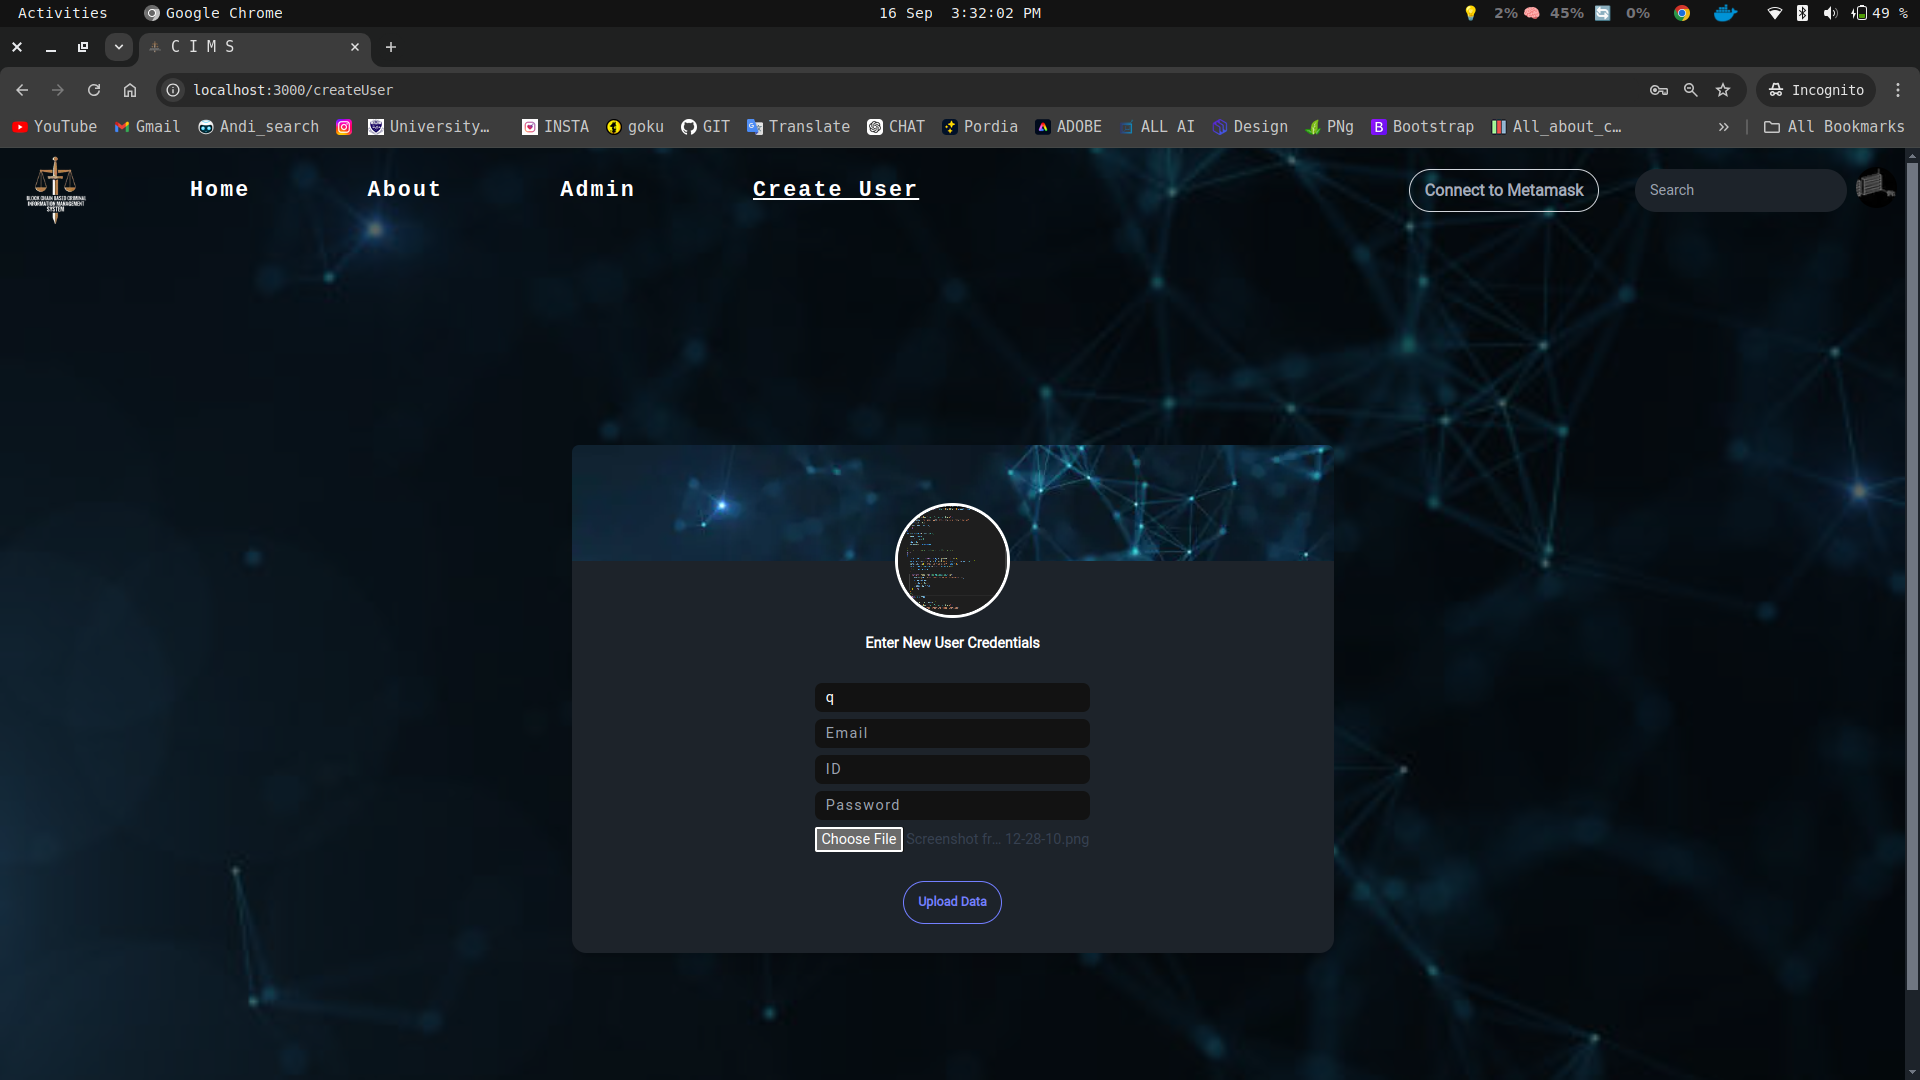 Activities Google Chrome 16 Sep 3:32:02 PM 2% 45% 0% 49 %
C I M S
localhost:3000/createUser Incognito
YouTube Gmail Andi_search University… INSTA goku GIT Translate CHAT Pordia ADOBE ALL AI Design PNg Bootstrap All_about_c… All Bookmarks
BLOCK CHAIN BASED CRIMINAL
INFORMATION MANAGEMENT
SYSTEM
Home About Admin Create User Connect to Metamask Search
Enter New User Credentials
q
Email
ID
Password
Choose File Screenshot fr... 12-28-10.png
Upload Data